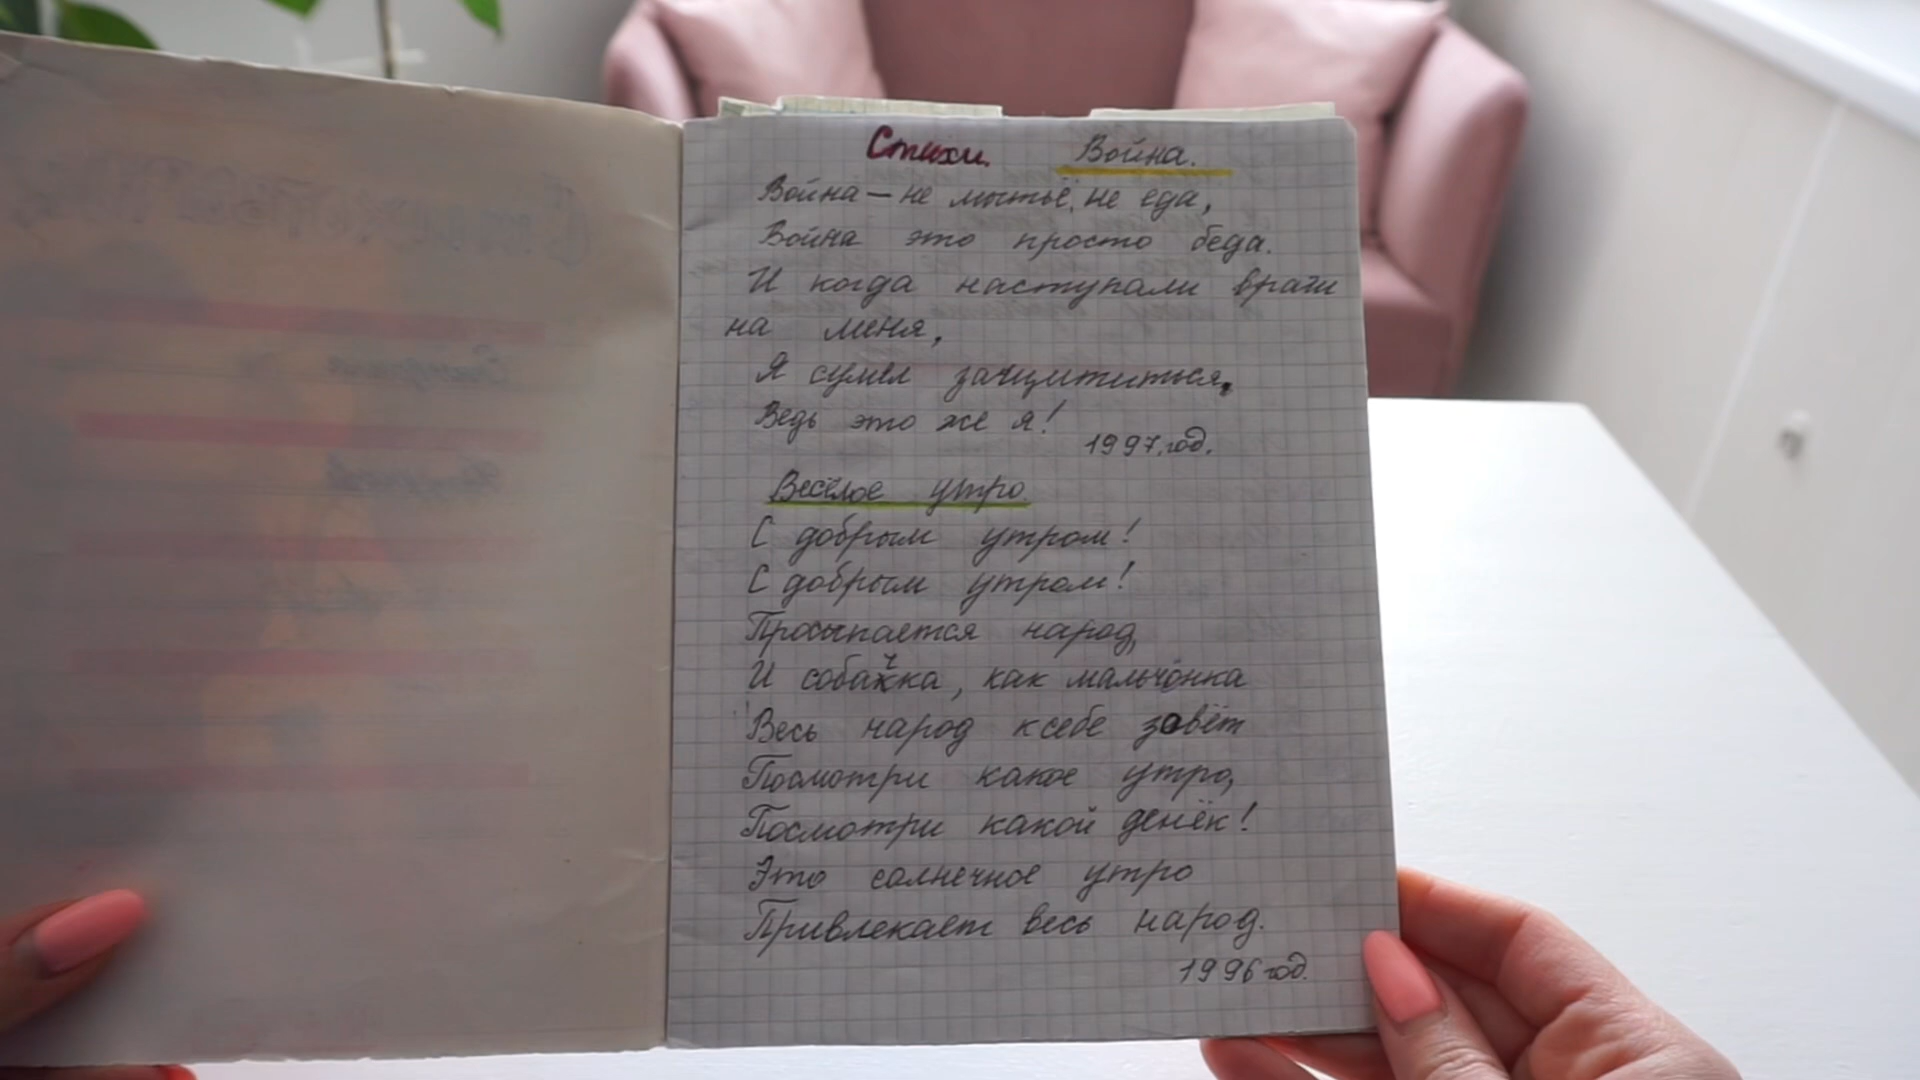 Стихи. Война.
Война – не мытьё, не еда,
Война это просто беда.
И когда наступали враги
на меня,
Я сумел защититься,
Ведь это же я!
1997.год.
Весёлое утро.
С добрым утром!
С добрым утром!
Просыпается народ,
И собачка, как мальчонка
Весь народ к себе зовёт
Посмотри какое утро,
Посмотри какой денёк!
Это солнечное утро
Привлекает весь народ.
1996 год.